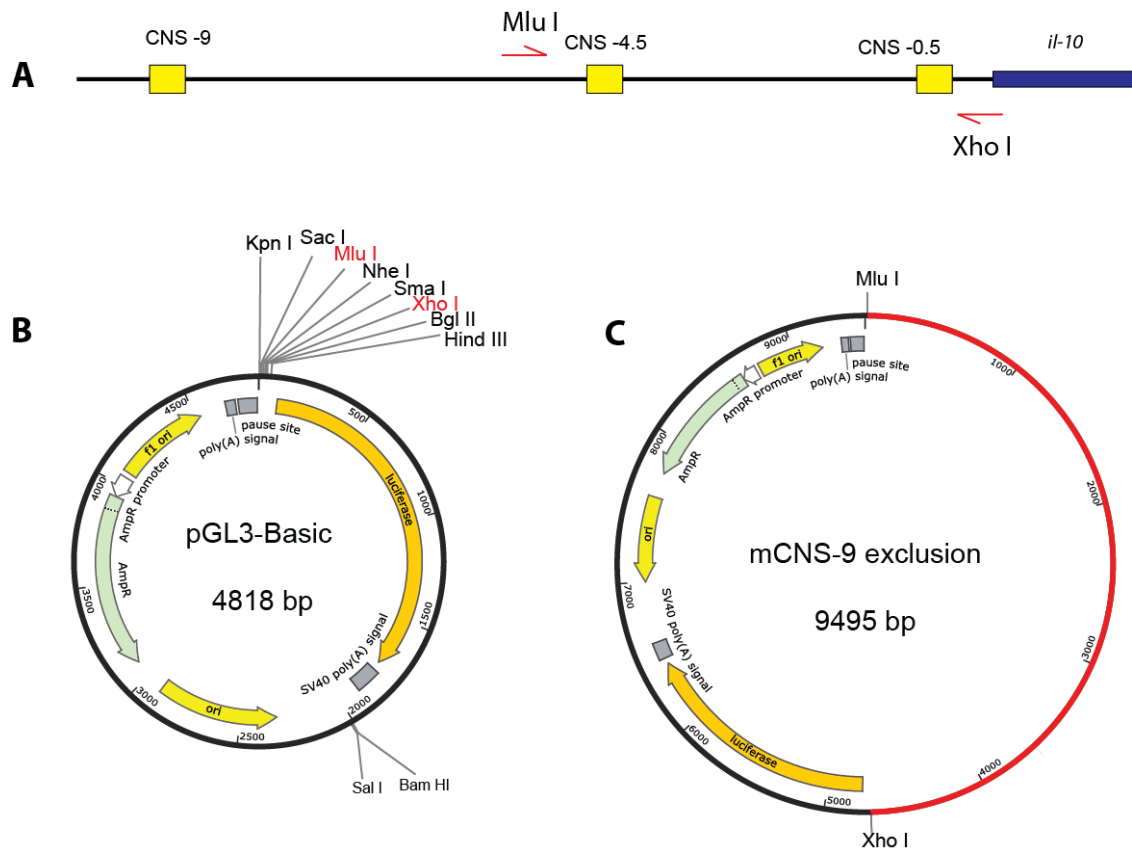 A
CNS -9
Mlu I
CNS -4.5
CNS -0.5
il-10
Xho I
B
Kpn I
Sac I
Mlu I
Nhe I
Sma I
Xho I
Bgl II
Hind III
pause site
poly(A) signal
f1 ori
AmpR promoter
AmpR
ori
luciferase
SV40 poly(A) signal
500
1000
1500
2000
2500
3000
3500
4000
4500
pGL3-Basic
4818 bp
Sal I
Bam HI
C
Mlu I
pause site
poly(A) signal
f1 ori
AmpR promoter
AmpR
ori
SV40 poly(A) signal
luciferase
1000
2000
3000
4000
5000
6000
7000
8000
9000
mCNS-9 exclusion
9495 bp
Xho I